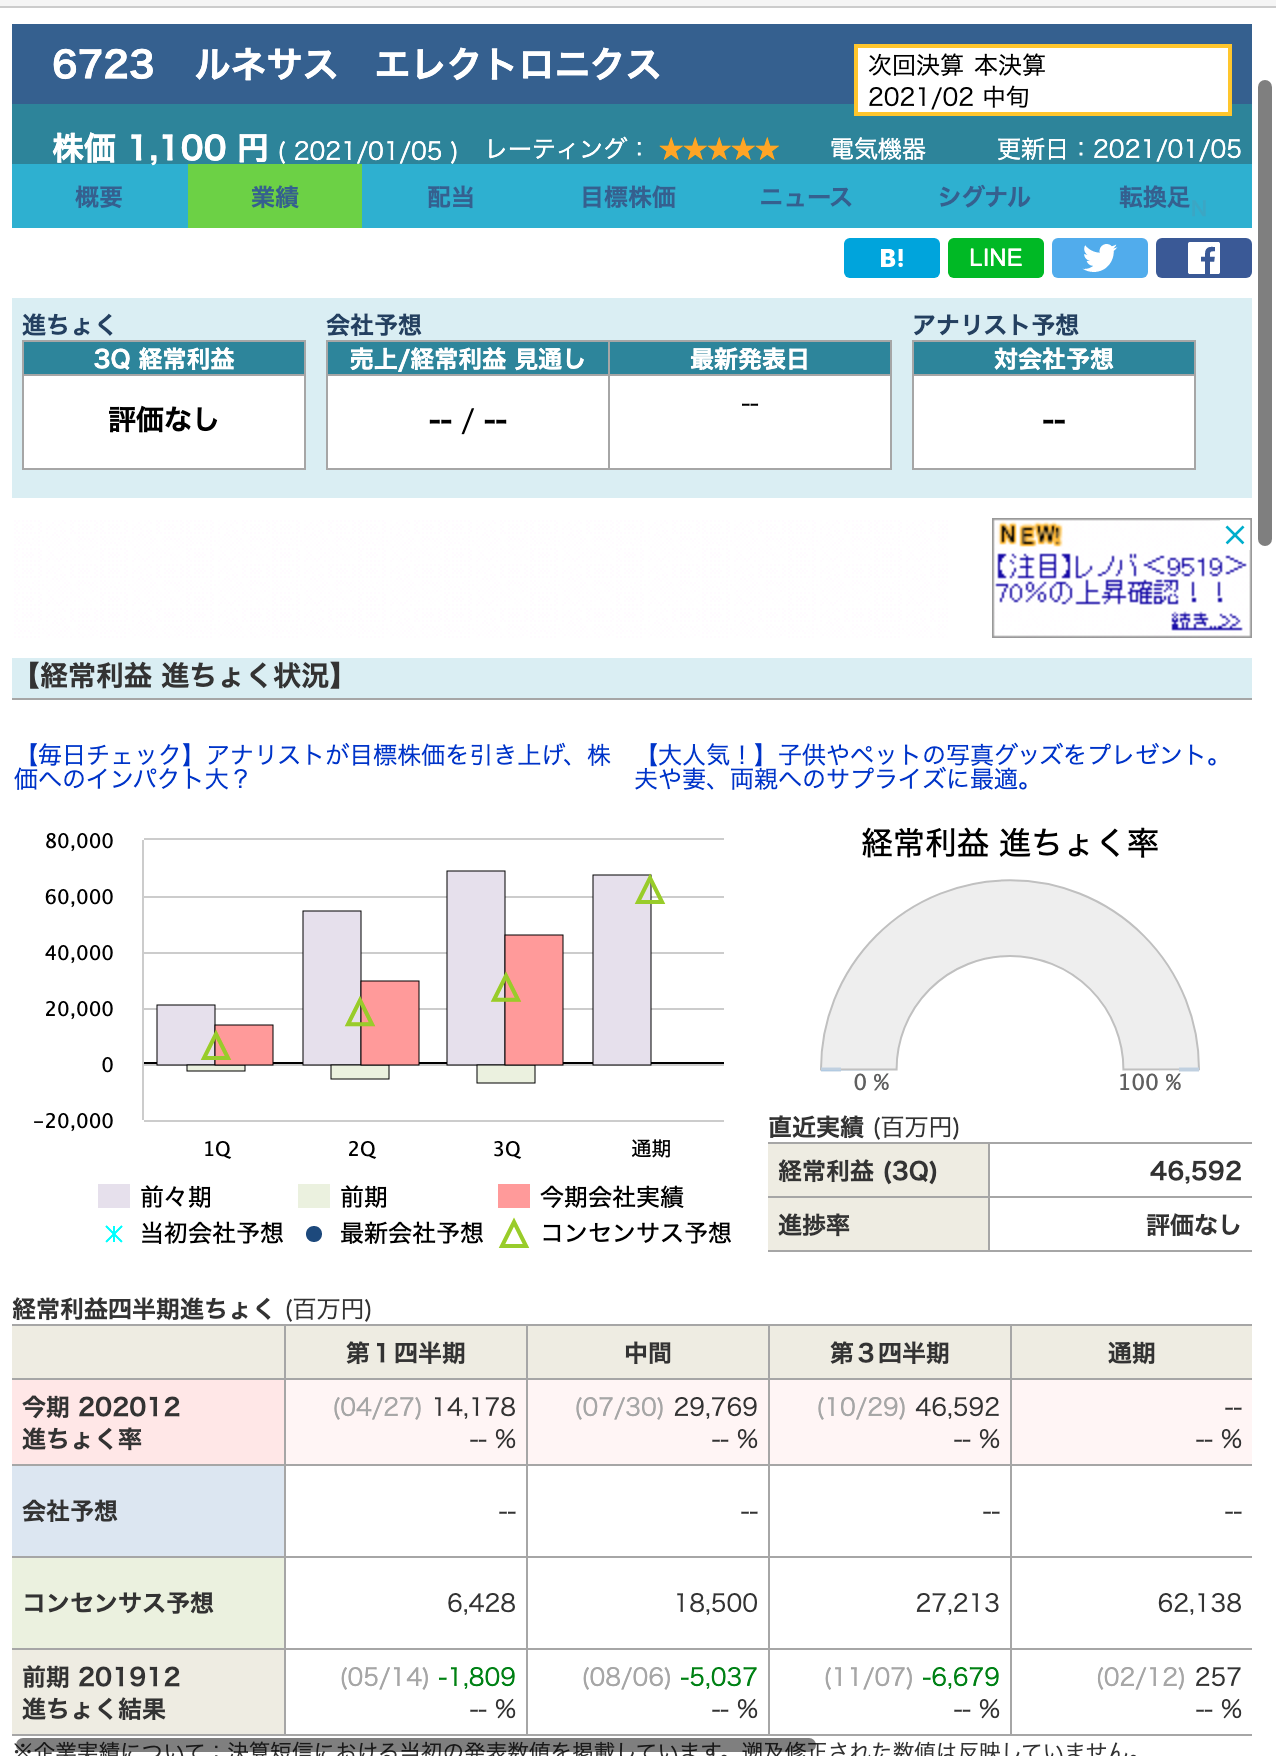 6723　ルネサス　エレクトロニクス
次回決算 本決算
2021/02 中旬
株価 1,100 円 ( 2021/01/05 )　レーティング： ★★★★★　電気機器　更新日：2021/01/05
概要　業績　配当　目標株価　ニュース　シグナル　転換足
B!　LINE
進ちょく　会社予想　アナリスト予想
3Q 経常利益　売上/経常利益 見通し　最新発表日　対会社予想
評価なし　-- / --　--　--
NEW!
【注目】レノバ<9519>
70%の上昇確認！！
続き..>>
【経常利益 進ちょく状況】
【毎日チェック】アナリストが目標株価を引き上げ、株
価へのインパクト大？
【大人気！】子供やペットの写真グッズをプレゼント。
夫や妻、両親へのサプライズに最適。
80,000
60,000
40,000
20,000
0
-20,000
1Q　2Q　3Q　通期
前々期　前期　今期会社実績
当初会社予想　最新会社予想　コンセンサス予想
経常利益 進ちょく率
0 %　100 %
直近実績 (百万円)
経常利益 (3Q)　46,592
進捗率　評価なし
経常利益四半期進ちょく (百万円)
第１四半期　中間　第３四半期　通期
今期 202012　(04/27) 14,178　(07/30) 29,769　(10/29) 46,592　--
進ちょく率　-- %　-- %　-- %　-- %
会社予想　--　--　--　--
コンセンサス予想　6,428　18,500　27,213　62,138
前期 201912　(05/14) -1,809　(08/06) -5,037　(11/07) -6,679　(02/12) 257
進ちょく結果　-- %　-- %　-- %　-- %
※企業実績について：決算短信における当初の発表数値を掲載しています。遡及修正された数値は反映していません。